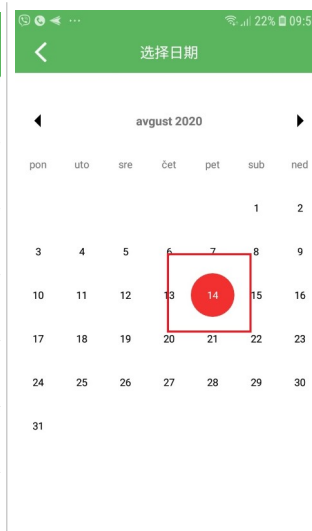 22% 09:5
选择日期
avgust 2020
pon uto sre čet pet sub ned
1 2
3 4 5 6 7 8 9
10 11 12 13 14 15 16
17 18 19 20 21 22 23
24 25 26 27 28 29 30
31